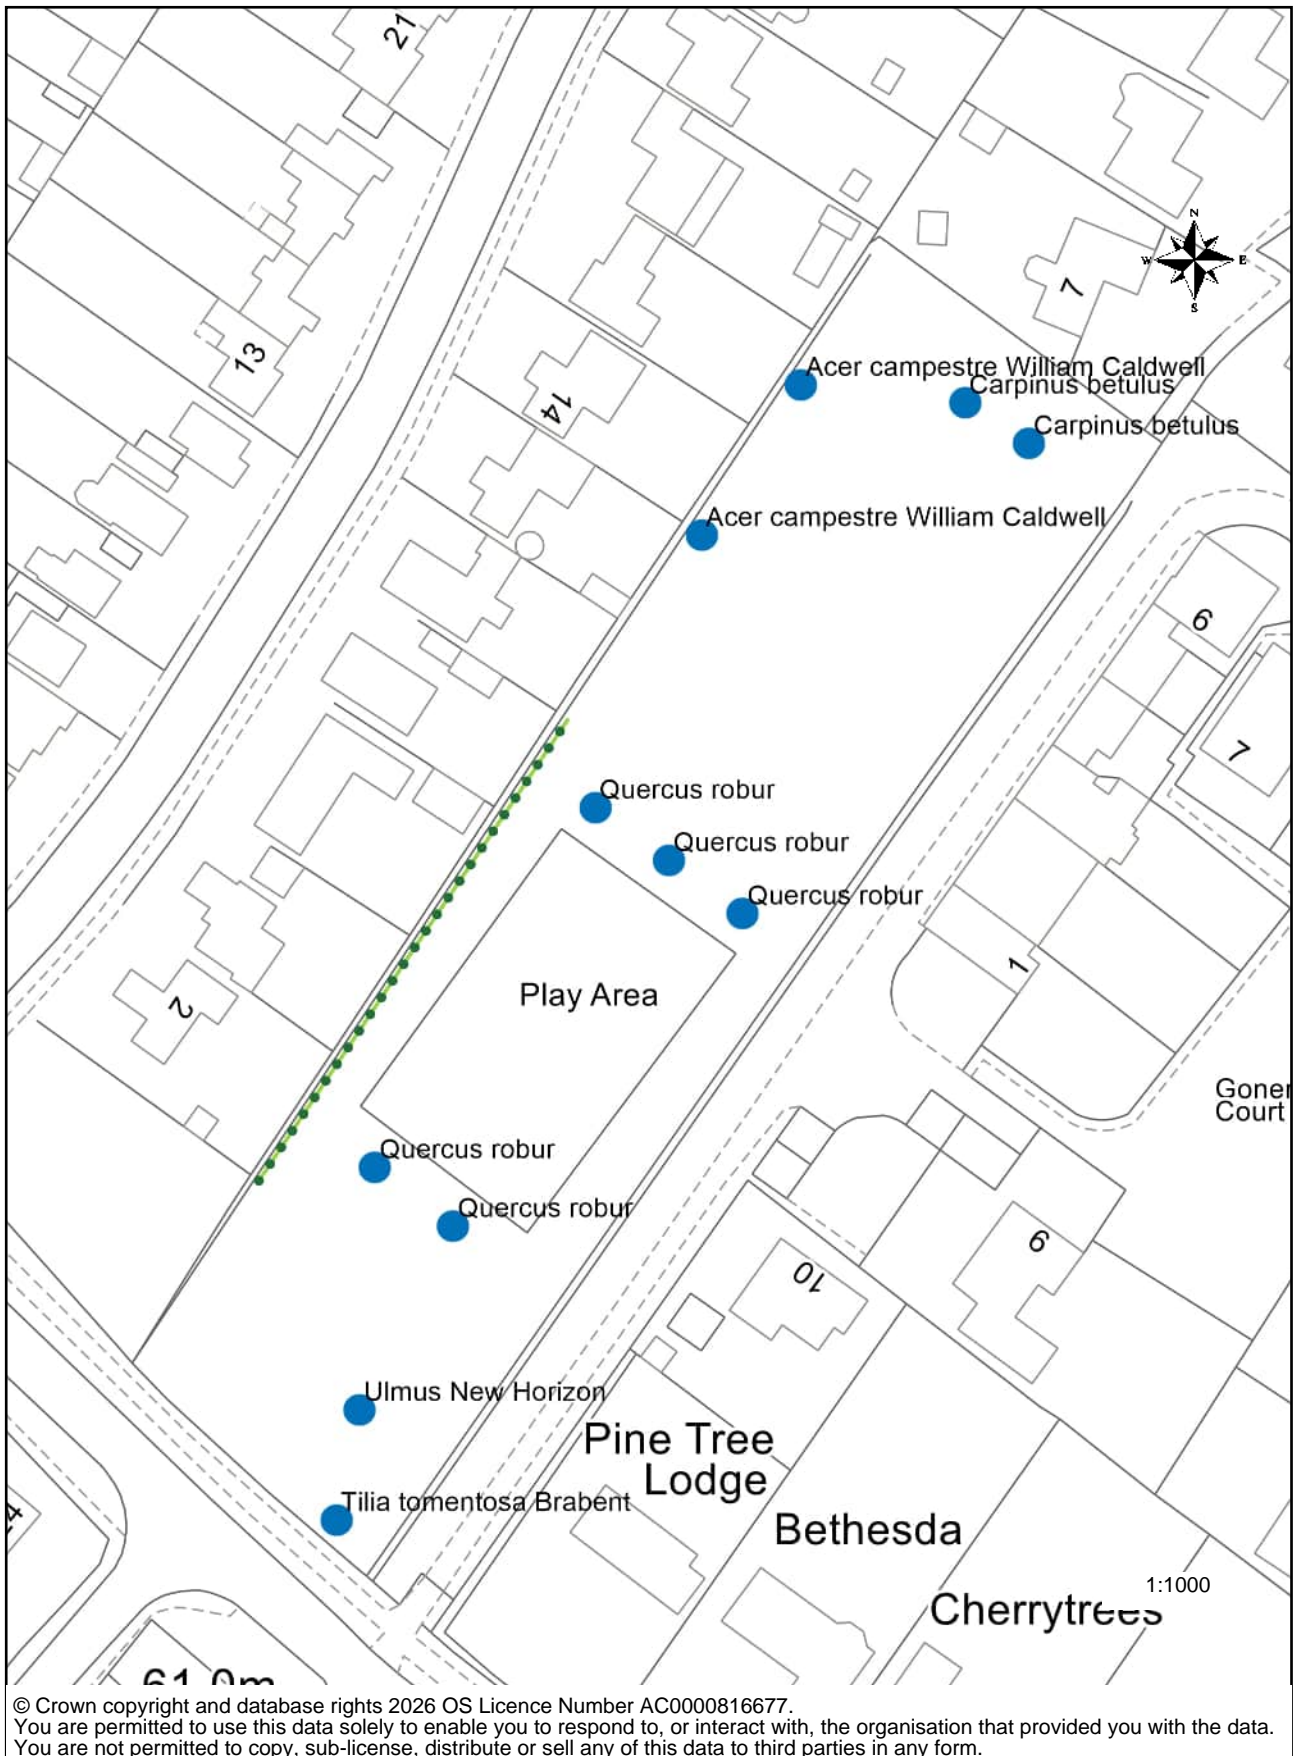 21
N
W E
S
7
13
Acer campestre William Caldwell
Carpinus betulus
14
Carpinus betulus
Acer campestre William Caldwell
6
7
Quercus robur
Quercus robur
Quercus robur
1
Play Area
2
Goner
Court
Quercus robur
Quercus robur
9
10
Ulmus New Horizon
Pine Tree
Lodge
Tilia tomentosa Brabent
Bethesda
1:1000
Cherrytrees
61.0m
© Crown copyright and database rights 2026 OS Licence Number AC0000816677.
You are permitted to use this data solely to enable you to respond to, or interact with, the organisation that provided you with the data.
You are not permitted to copy, sub-license, distribute or sell any of this data to third parties in any form.